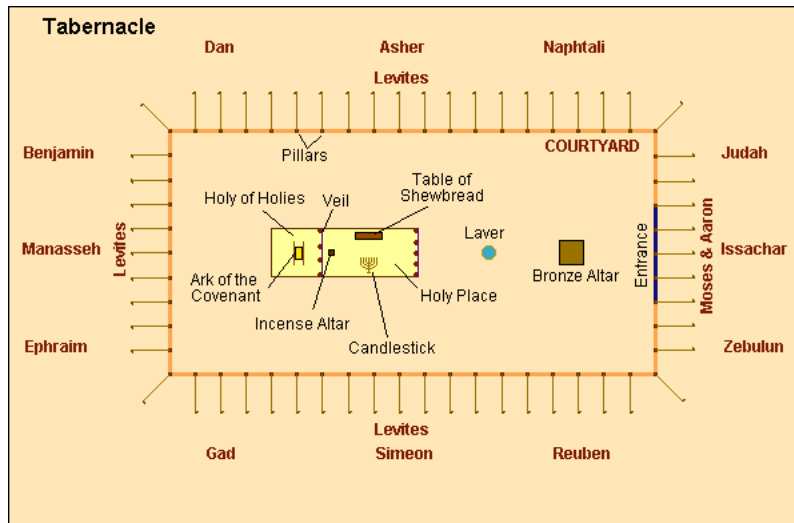 Tabernacle
Dan
Asher
Naphtali
Levites
Benjamin
Pillars
COURTYARD
Judah
Holy of Holies
Veil
Table of
Shewbread
Laver
Manasseh
Levites
Entrance
Moses & Aaron
Issachar
Ark of the
Covenant
Bronze Altar
Holy Place
Incense Altar
Candlestick
Ephraim
Zebulun
Levites
Gad
Simeon
Reuben